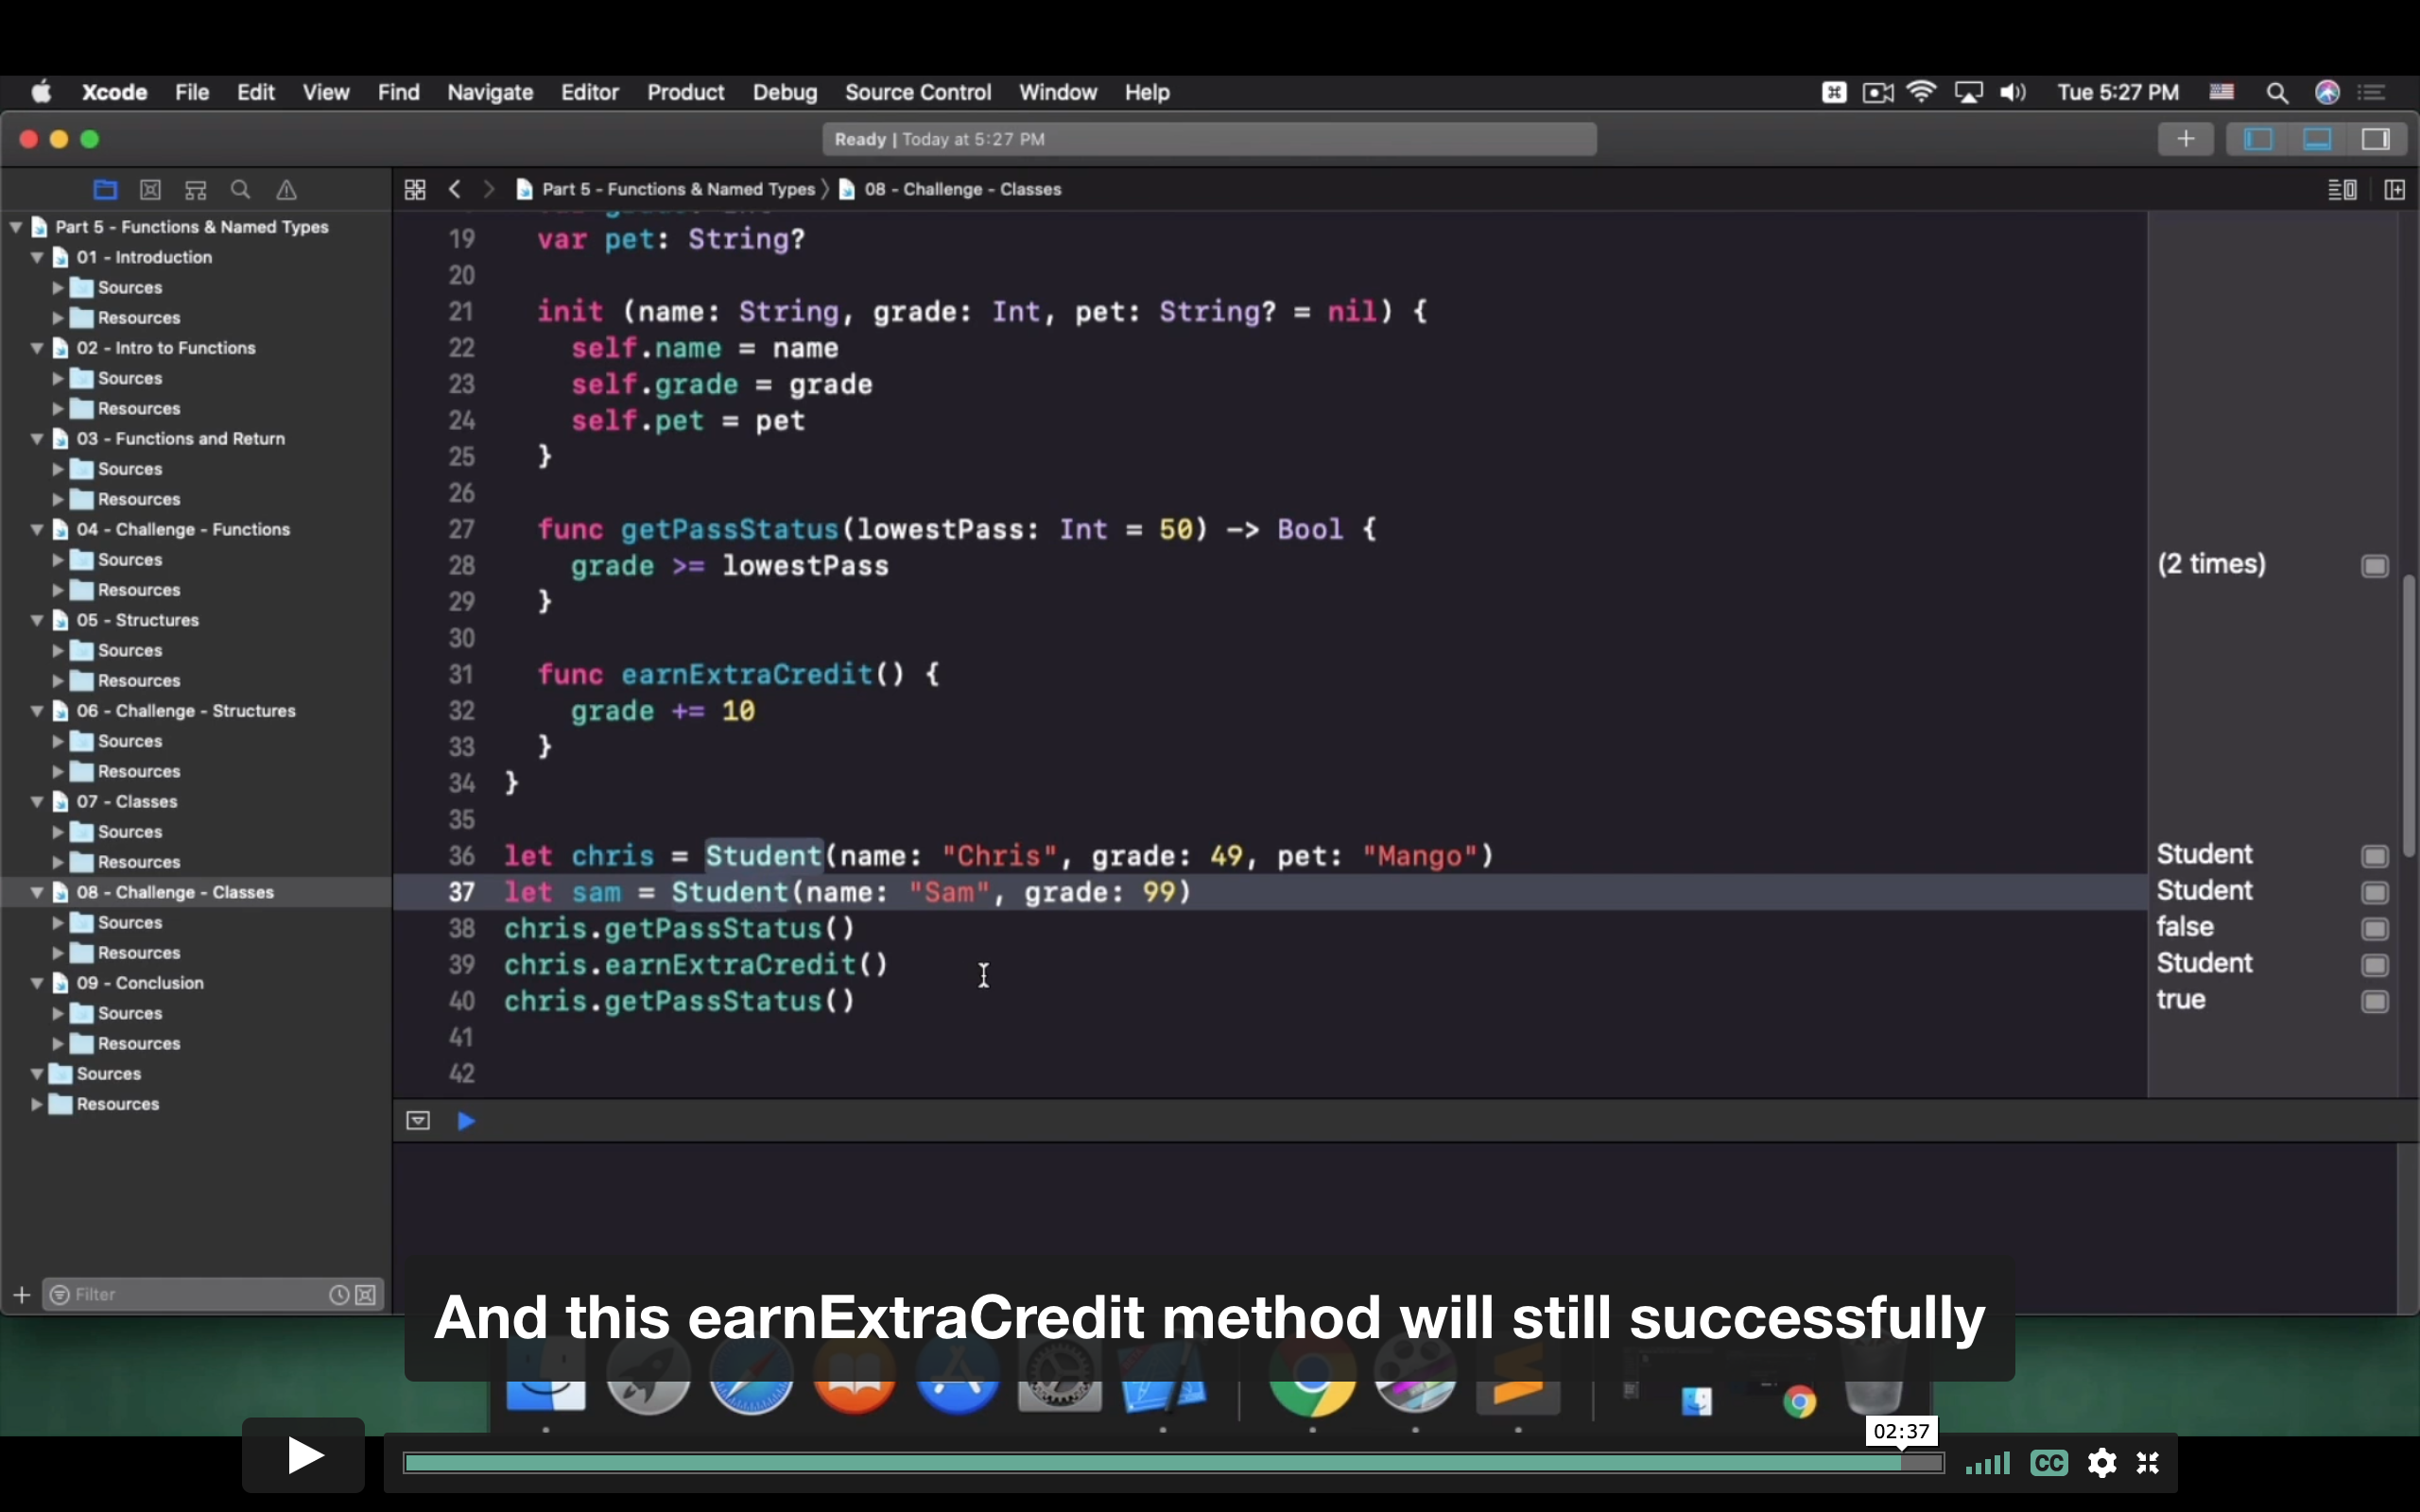 Xcode File Edit View Find Navigate Editor Product Debug Source Control Window Help Tue 5:27 PM
Ready | Today at 5:27 PM
Part 5 - Functions & Named Types 08 - Challenge - Classes
Part 5 - Functions & Named Types
01 - Introduction
Sources
Resources
02 - Intro to Functions
Sources
Resources
03 - Functions and Return
Sources
Resources
04 - Challenge - Functions
Sources
Resources
05 - Structures
Sources
Resources
06 - Challenge - Structures
Sources
Resources
07 - Classes
Sources
Resources
08 - Challenge - Classes
Sources
Resources
09 - Conclusion
Sources
Resources
Sources
Resources
Filter
19 var pet: String?
20
21 init (name: String, grade: Int, pet: String? = nil) {
22 self.name = name
23 self.grade = grade
24 self.pet = pet
25 }
26
27 func getPassStatus(lowestPass: Int = 50) -> Bool {
28 grade >= lowestPass (2 times)
29 }
30
31 func earnExtraCredit() {
32 grade += 10
33 }
34 }
35
36 let chris = Student(name: "Chris", grade: 49, pet: "Mango") Student
37 let sam = Student(name: "Sam", grade: 99) Student
38 chris.getPassStatus() false
39 chris.earnExtraCredit() Student
40 chris.getPassStatus() true
41
42
And this earnExtraCredit method will still successfully
02:37
CC